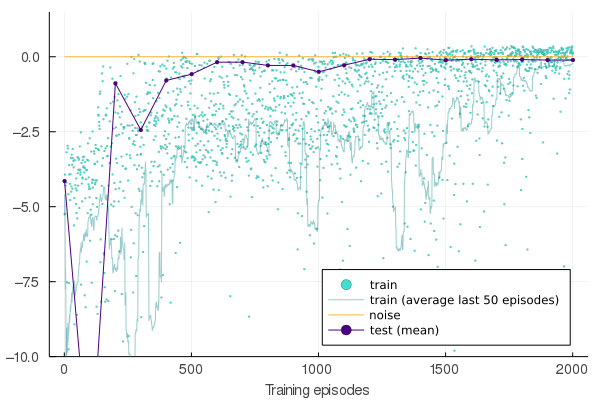 0.0
−2.5
−5.0
−7.5
−10.0
train
train (average last 50 episodes)
noise
test (mean)
0 500 1000 1500 2000
Training episodes